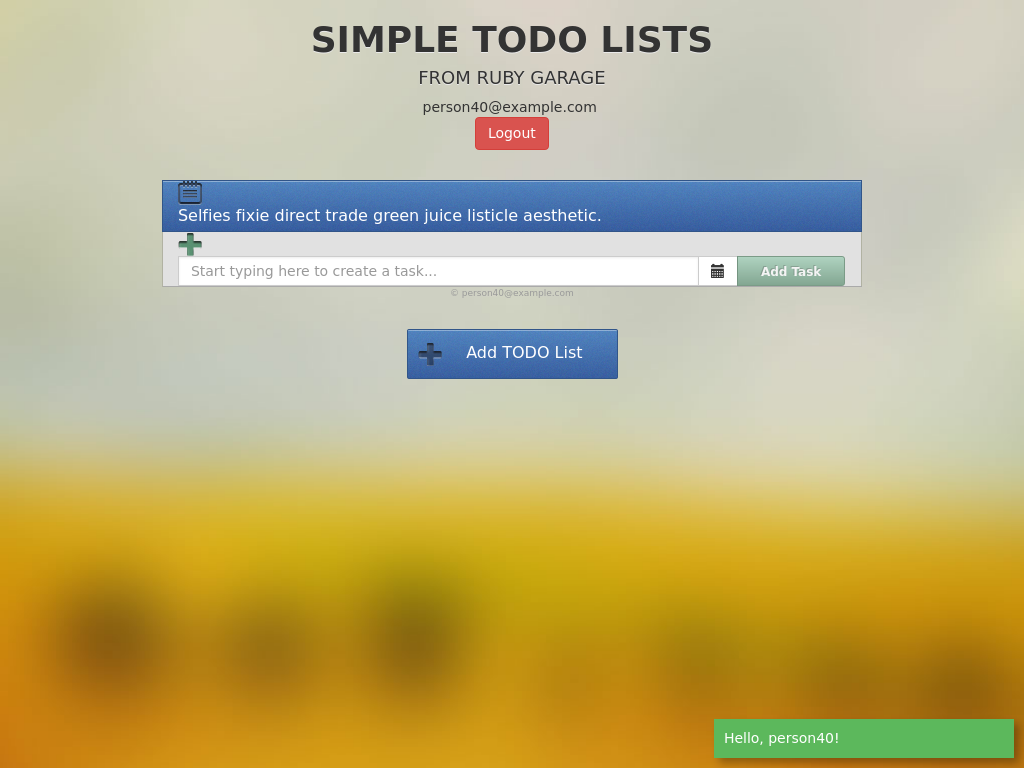 SIMPLE TODO LISTS
FROM RUBY GARAGE
person40@example.com
Logout
Selfies fixie direct trade green juice listicle aesthetic.
Start typing here to create a task...
Add Task
© person40@example.com
Add TODO List
Hello, person40!